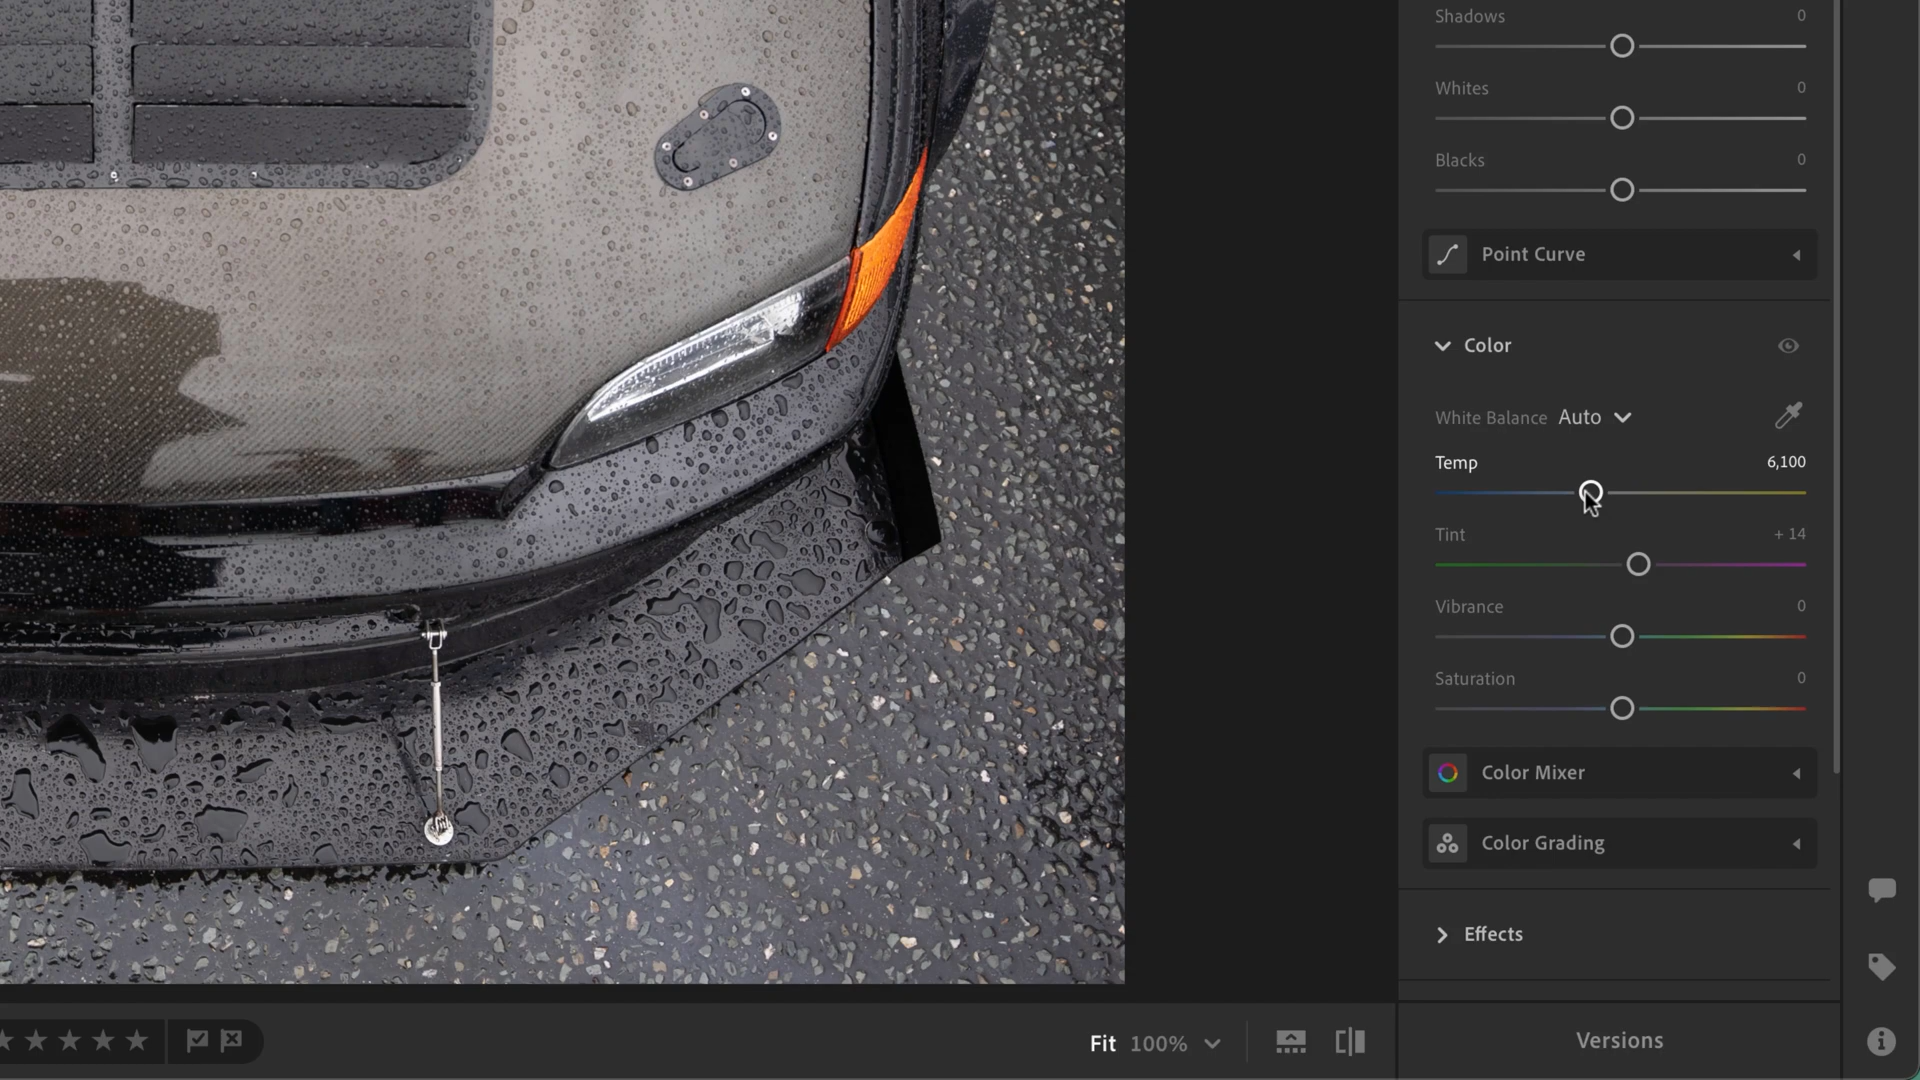 Shadows 0
Whites 0
Blacks 0
Point Curve
Color
White Balance Auto
Temp 6,100
Tint + 14
Vibrance 0
Saturation 0
Color Mixer
Color Grading
Effects
Fit 100%
Versions